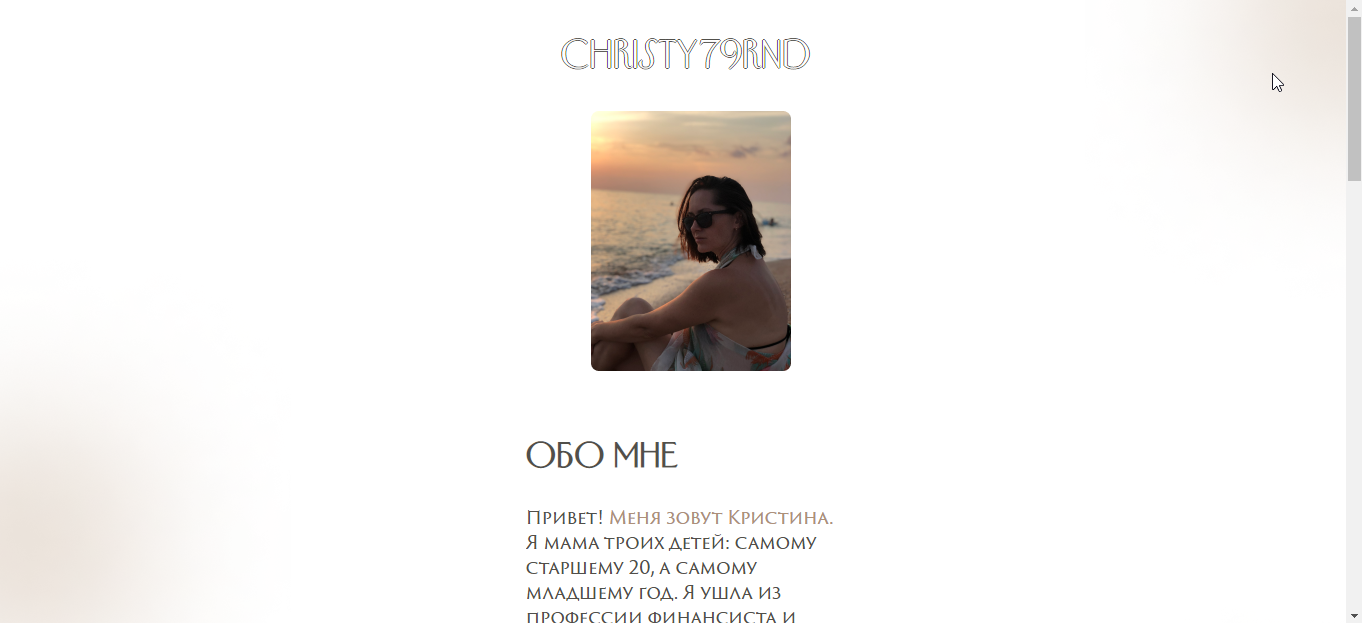 CHRISTY79RND
ОБО МНЕ
Привет! Меня зовут Кристина.
Я мама троих детей: самому
старшему 20, а самому
младшему год. Я ушла из
профессии финансиста и